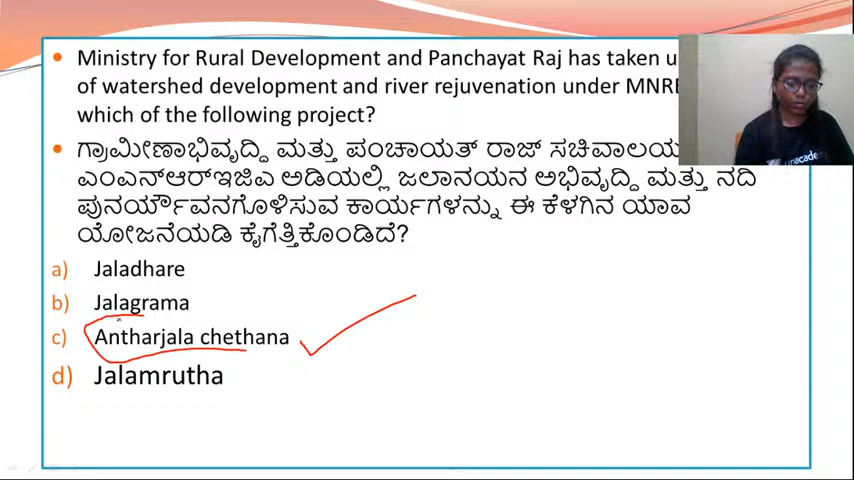 Ministry for Rural Development and Panchayat Raj has taken
of watershed development and river rejuvenation under
which of the following project?
ಗ್ರಾಮೀಣಾಭಿವೃದ್ದಿ ಮತ್ತು ಪಂಚಾಯತ್ ರಾಜ್ ಸಚಿವಾಲಯ
ಎಂಎನ್ಆರ್ಇಜಿಎ ಅಡಿಯಲ್ಲಿ ಜಲಾನಯನ ಅಭಿವೃದ್ದಿ ಮತ್ತು ನದಿ
ಪುನರ್ಯೌವನಗೊಳಿಸುವ ಕಾರ್ಯಗಳನ್ನು ಈ ಕೆಳಗಿನ ಯಾವ
ಯೋಜನೆಯಡಿ ಕೈಗೆತ್ತಿಕೊಂಡಿದೆ?
a) Jaladhare
b) Jalagrama
c) Antharjala chethana
d) Jalamrutha